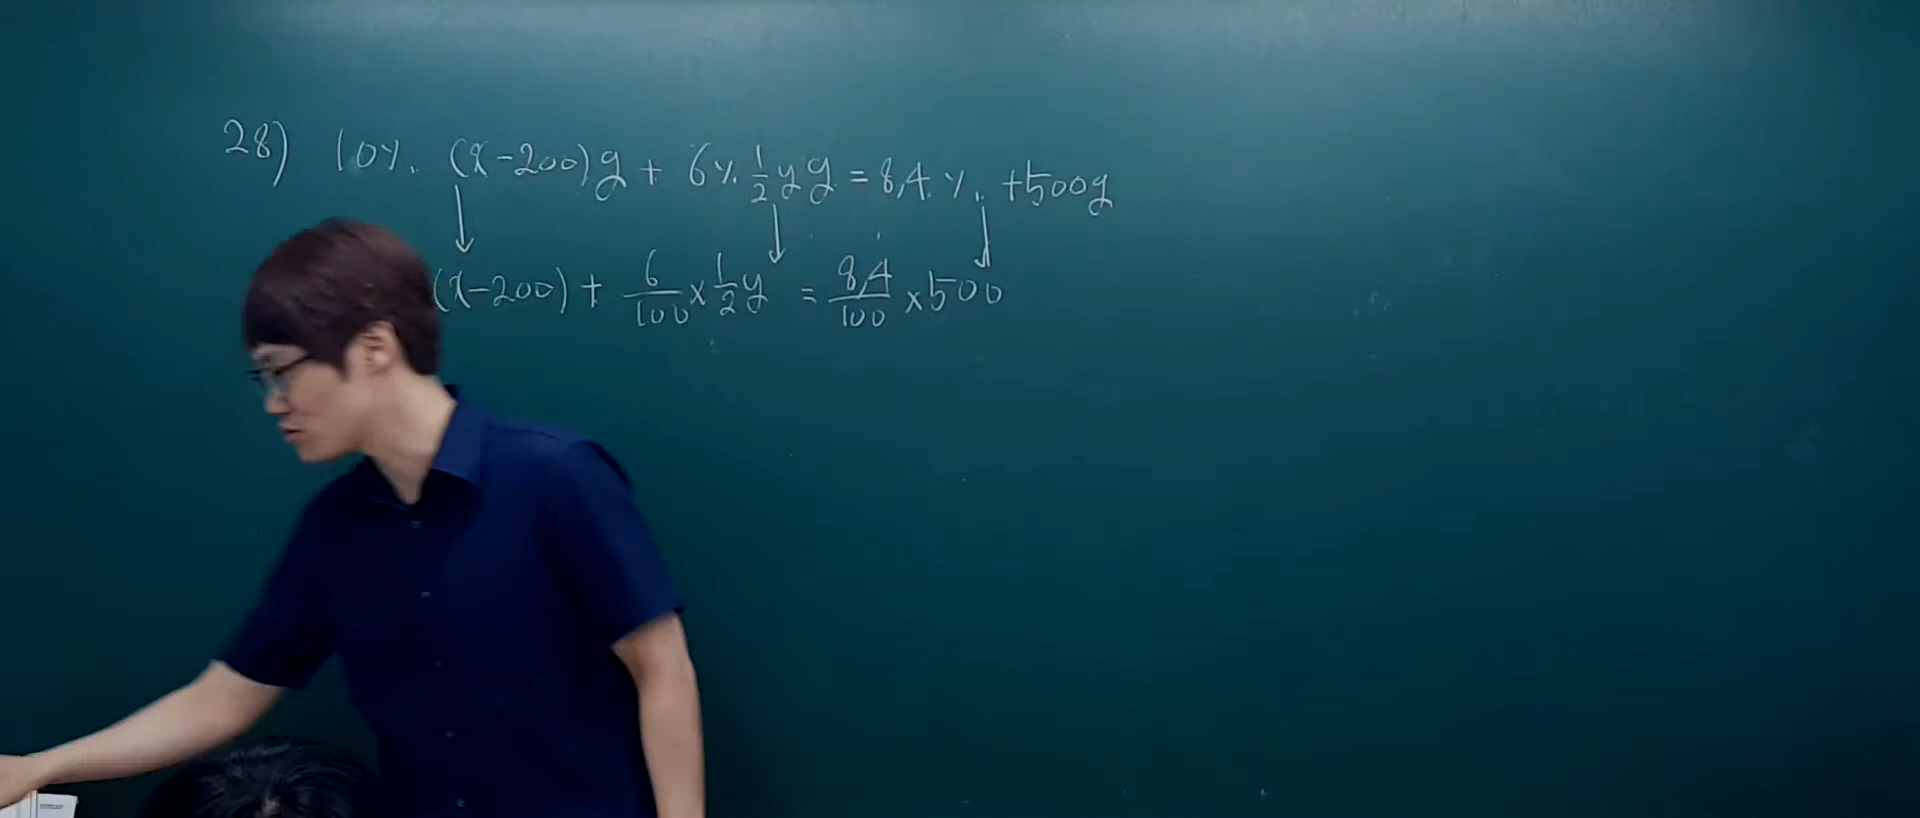 28) 10%. (x-200)g + 6%. 1/2 y g = 8.4 %. +500g
(x-200) + 6/100 × 1/2 y = 8.4/100 ×500